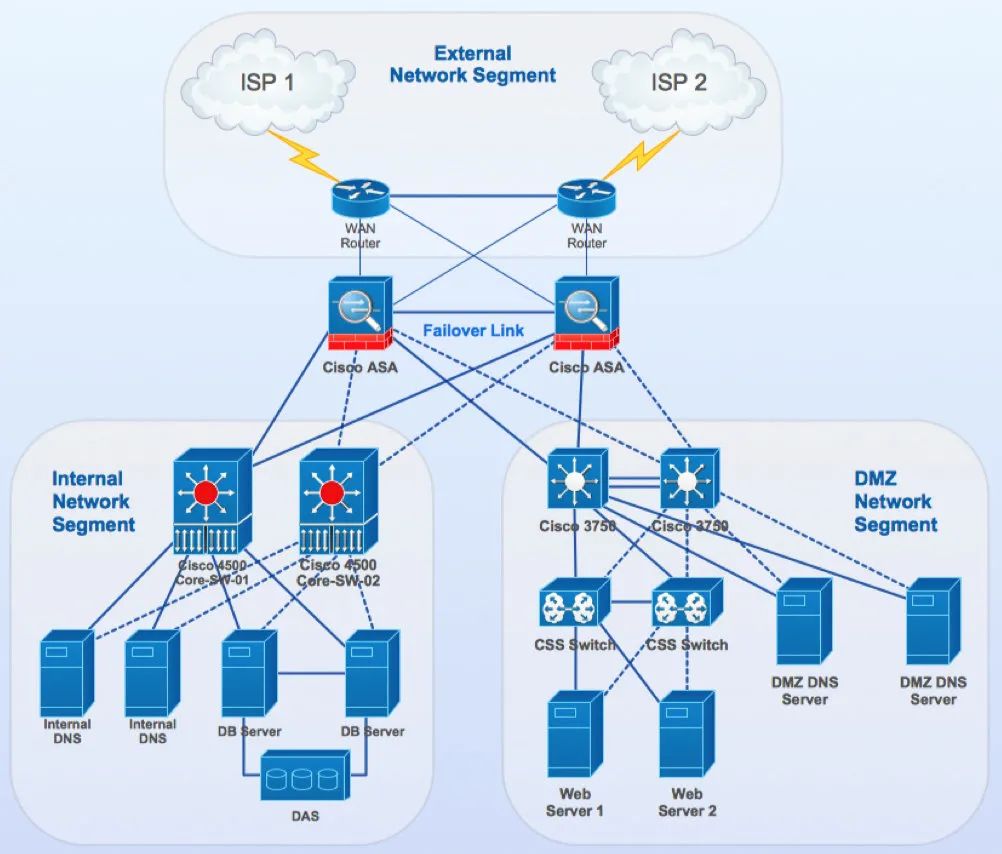 External
Network Segment
ISP 1
ISP 2
WAN
Router
WAN
Router
Failover Link
Cisco ASA
Cisco ASA
Internal
Network
Segment
Cisco 4500
Core-SW-01
Cisco 4500
Core-SW-02
Internal
DNS
Internal
DNS
DB Server
DB Server
DAS
DMZ
Network
Segment
Cisco 3750
Cisco 3750
CSS Switch
CSS Switch
DMZ DNS
Server
DMZ DNS
Server
Web
Server 1
Web
Server 2